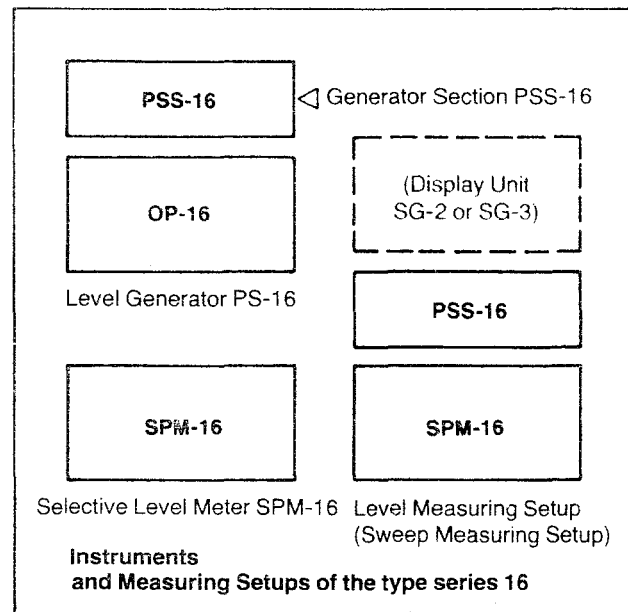 PSS-16
Generator Section PSS-16
OP-16
Level Generator PS-16
(Display Unit
SG-2 or SG-3)
PSS-16
SPM-16
Selective Level Meter SPM-16
SPM-16
Level Measuring Setup
(Sweep Measuring Setup)
Instruments
and Measuring Setups of the type series 16